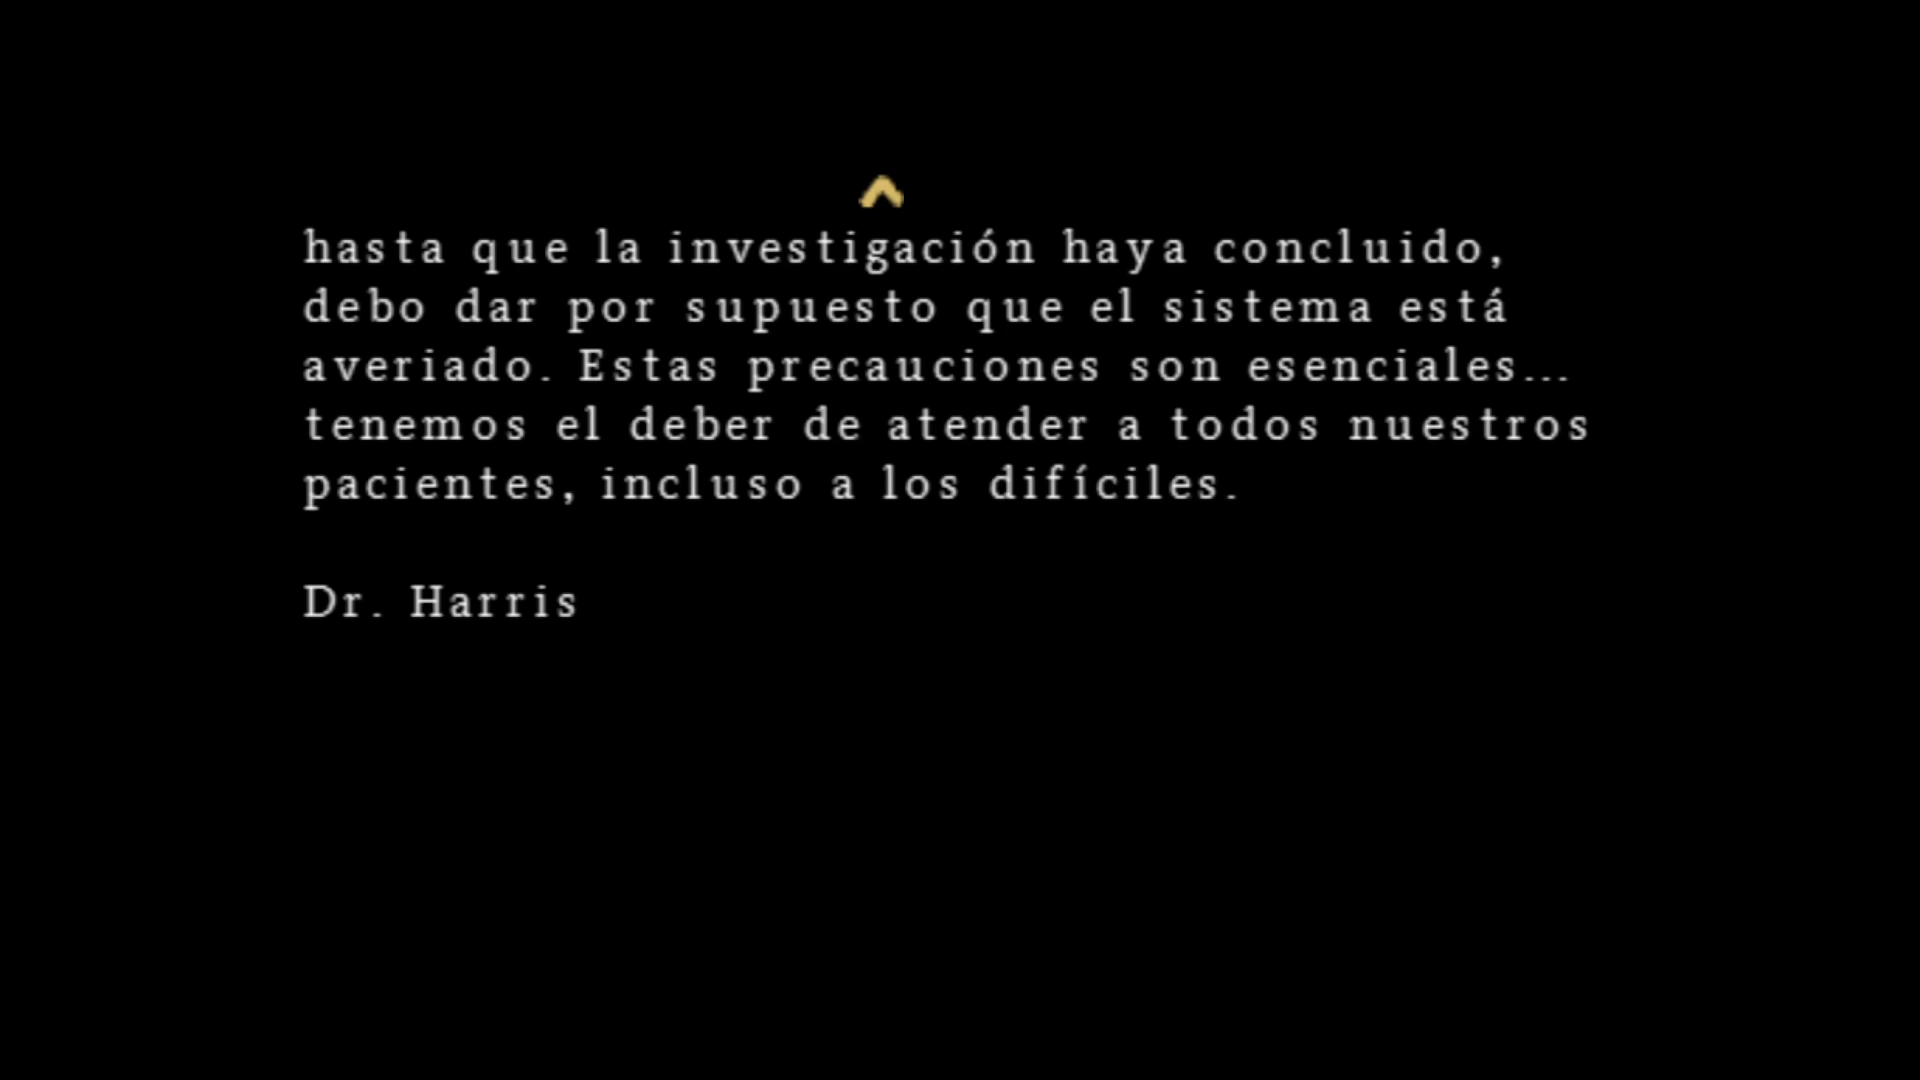 hasta que la investigación haya concluido,
debo dar por supuesto que el sistema está
averiado. Estas precauciones son esenciales...
tenemos el deber de atender a todos nuestros
pacientes, incluso a los difíciles.
Dr. Harris